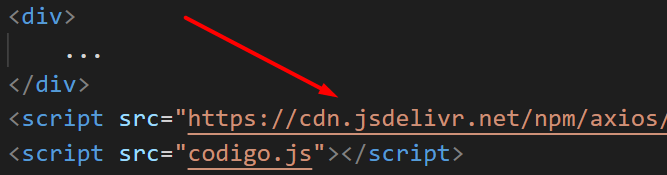 <div>
...
</div>
<script src="https://cdn.jsdelivr.net/npm/axios/
<script src="codigo.js"></script>